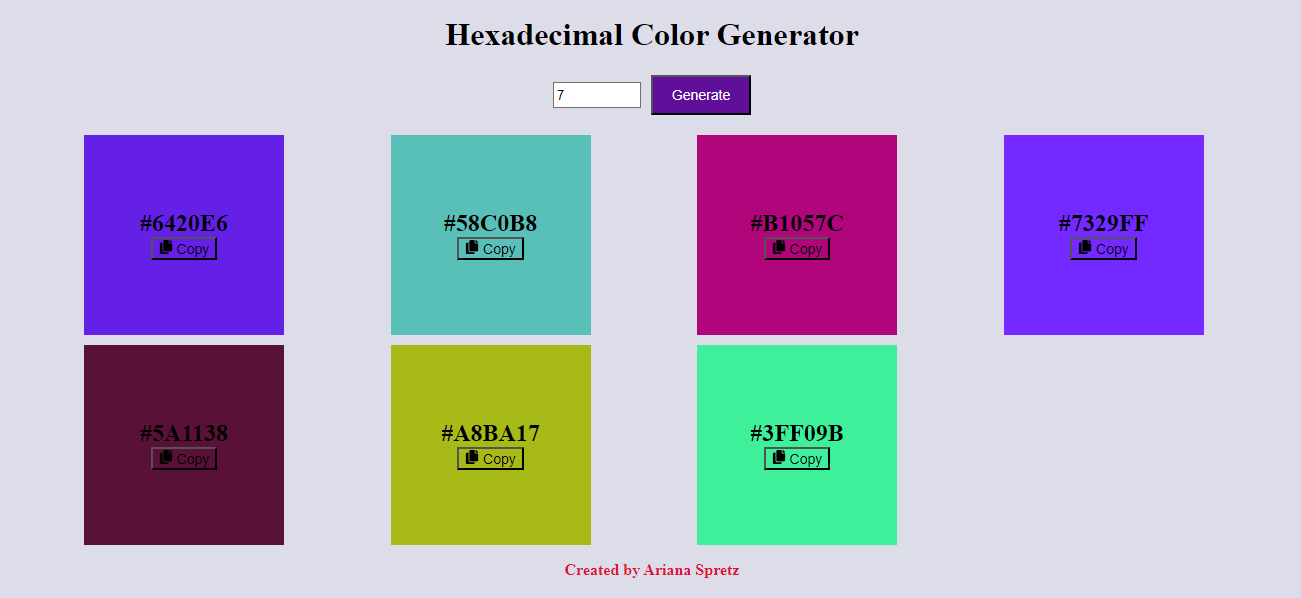 Hexadecimal Color Generator
7
Generate
#6420E6
Copy
#58C0B8
Copy
#B1057C
Copy
#7329FF
Copy
#5A1138
Copy
#A8BA17
Copy
#3FF09B
Copy
Created by Ariana Spretz